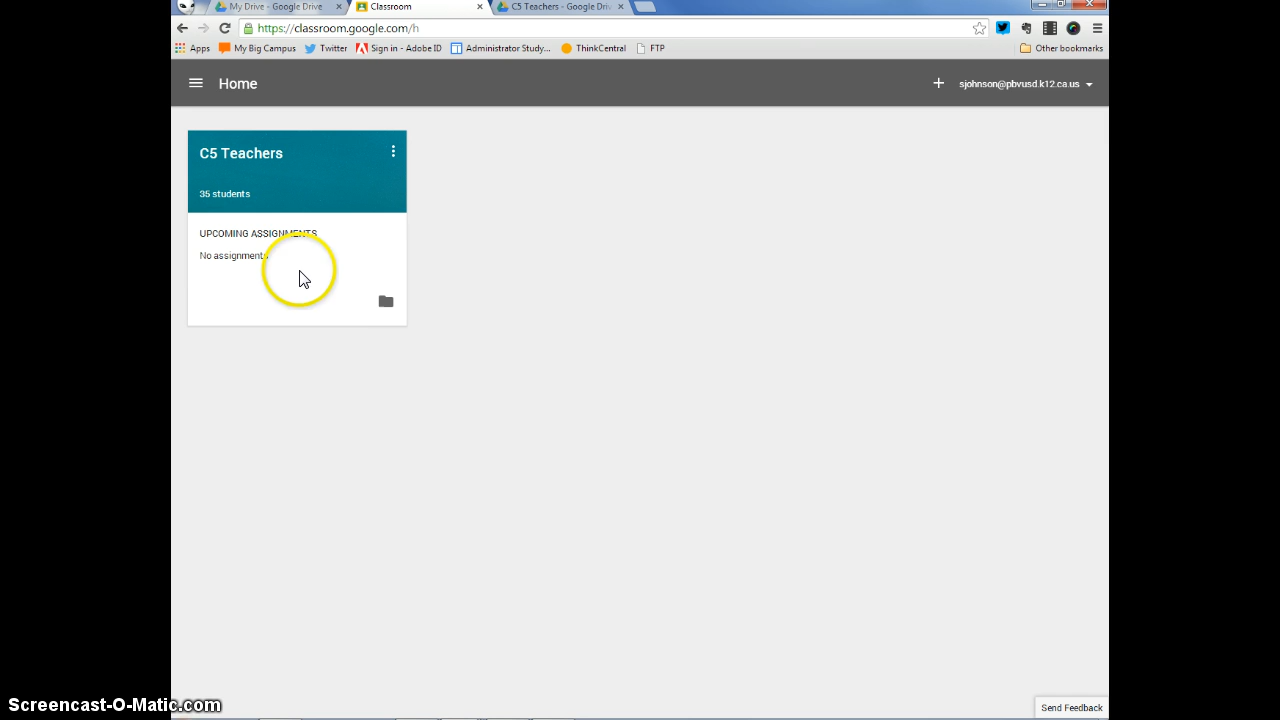 My Drive - Google Drive
Classroom
C5 Teachers - Google Driv
https://classroom.google.com/h
Apps
My Big Campus
Twitter
Sign in - Adobe ID
Administrator Study...
ThinkCentral
FTP
Other bookmarks
Home
sjohnson@pbvusd.k12.ca.us
C5 Teachers
35 students
UPCOMING ASSIGNMENTS
No assignments
Send Feedback
Screencast-O-Matic.com